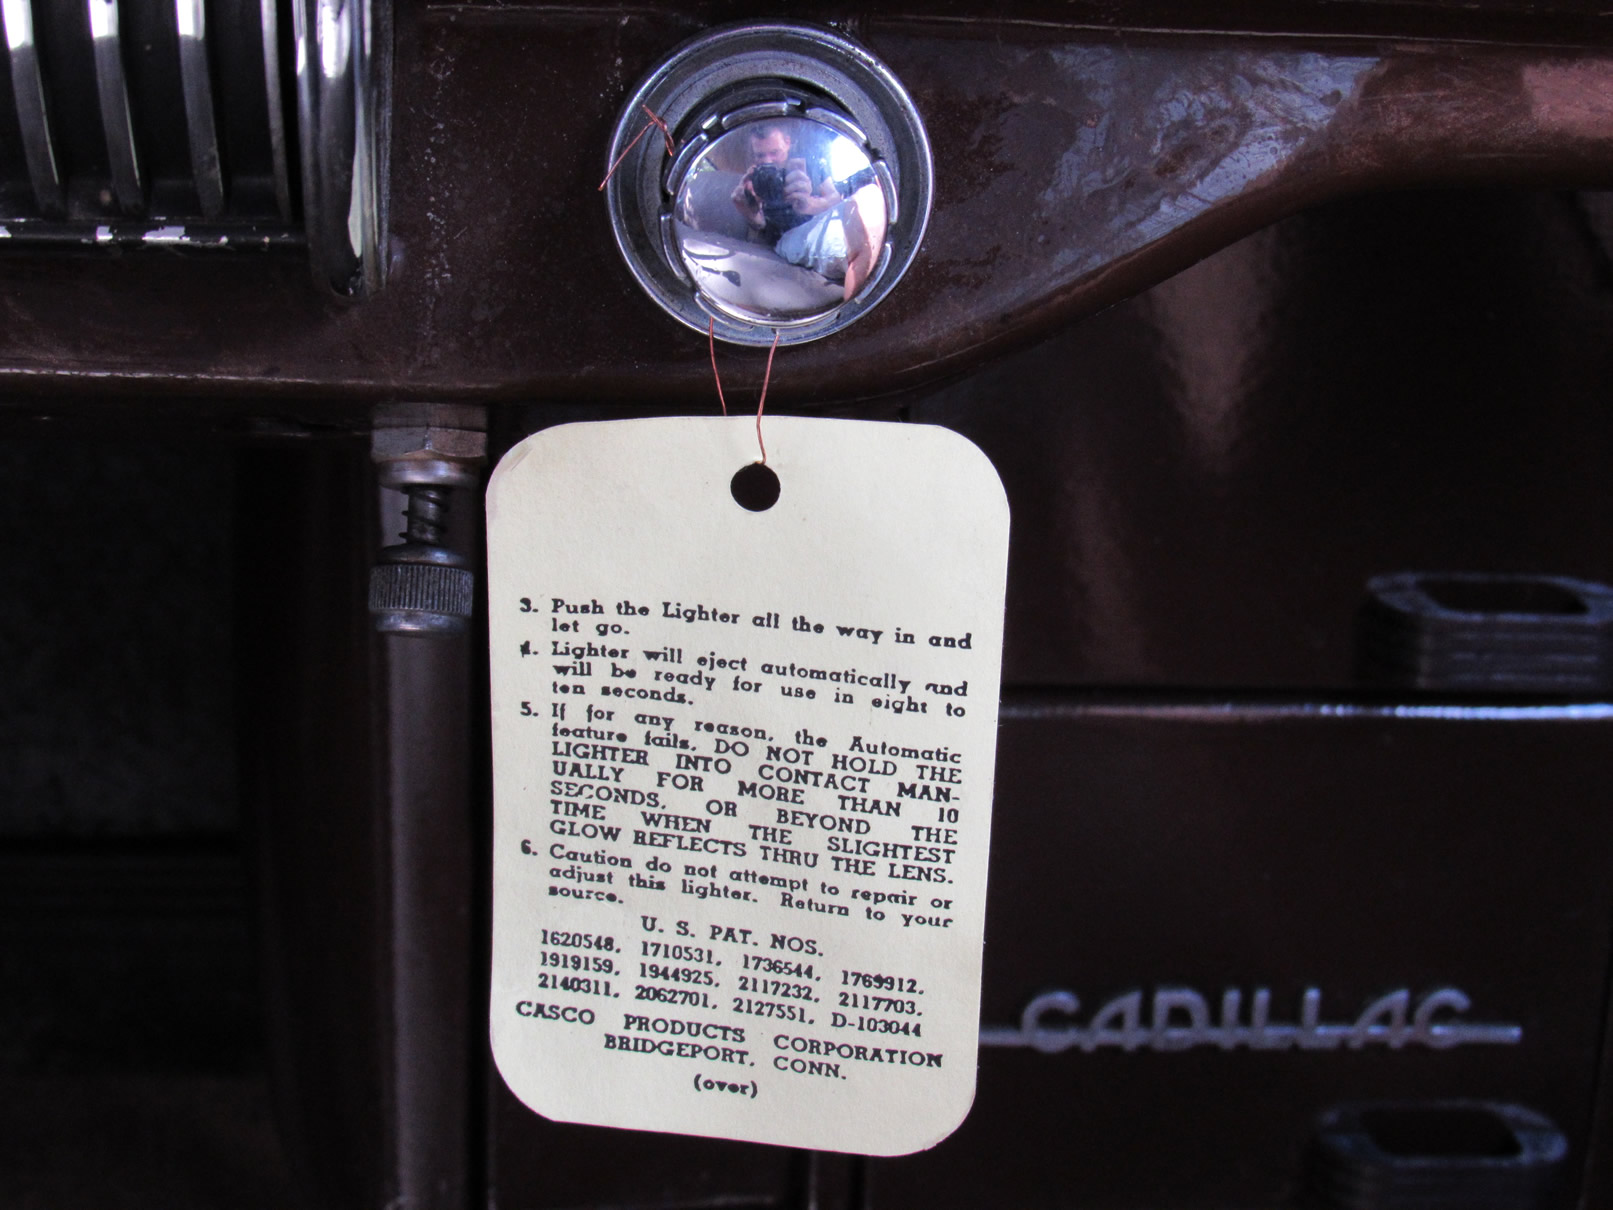 3. Push the Lighter all the way in and
let go.
4. Lighter will eject automatically and
will be ready for use in eight to
ten seconds.
5. If for any reason, the Automatic
feature fails, DO NOT HOLD THE
LIGHTER INTO CONTACT MAN-
UALLY FOR MORE THAN 10
SECONDS, OR BEYOND THE
TIME WHEN THE SLIGHTEST
GLOW REFLECTS THRU THE LENS.
6. Caution do not attempt to repair or
adjust this lighter. Return to your
source.
U. S. PAT. NOS.
1620548, 1710531, 1736544, 1769912,
1919159, 1944925, 2117232, 2117703,
2140311, 2062701, 2127551, D-103044
CASCO PRODUCTS CORPORATION
BRIDGEPORT, CONN.
(over)
CADILLAC